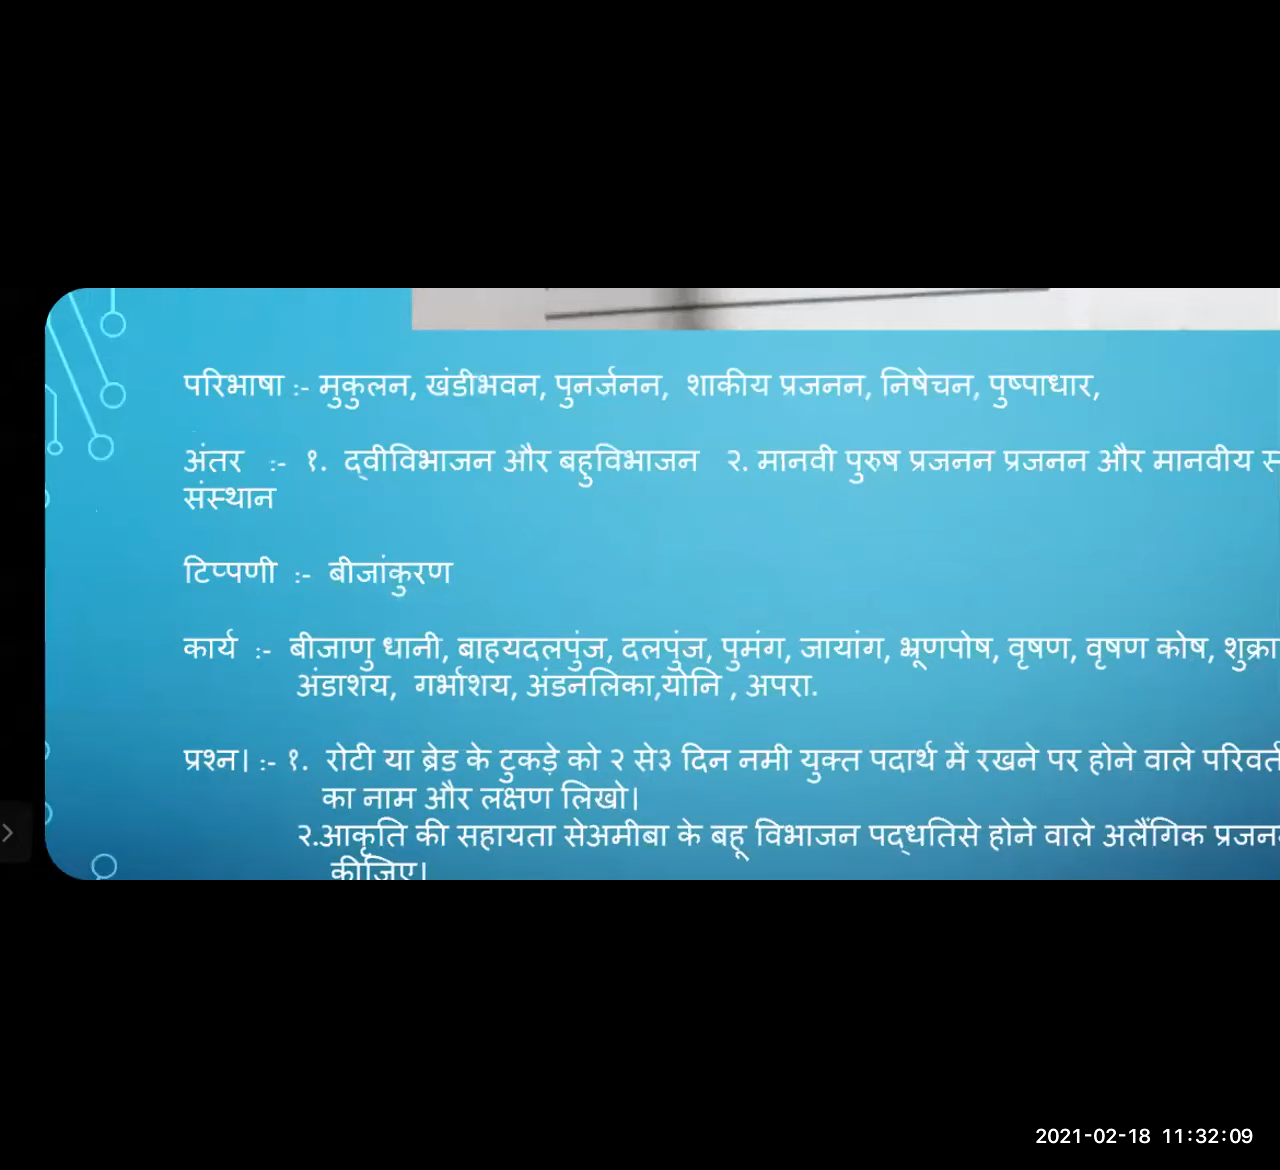 परिभाषा :- मुकुलन, खंडीभवन, पुनर्जनन, शाकीय प्रजनन, निषेचन, पुष्पाधार,
अंतर :- १. द्वीविभाजन और बहुविभाजन २. मानवी पुरुष प्रजनन प्रजनन और मानवीय
संस्थान
टिप्पणी :- बीजांकुरण
कार्य :- बीजाणु धानी, बाहयदलपुंज, दलपुंज, पुमंग, जायांग, भ्रूणपोष, वृषण, वृषण कोष,
अंडाशय, गर्भाशय, अंडनलिका,योनि , अपरा.
प्रश्न। :- १. रोटी या ब्रेड के टुकड़े को २ से३ दिन नमी युक्त पदार्थ में रखने पर होने वाले
का नाम और लक्षण लिखो।
२.आकृति की सहायता सेअमीबा के बहू विभाजन पद्धतिसे होने वाले अलैंगिक
कीजिए।
2021-02-18 11:32:09